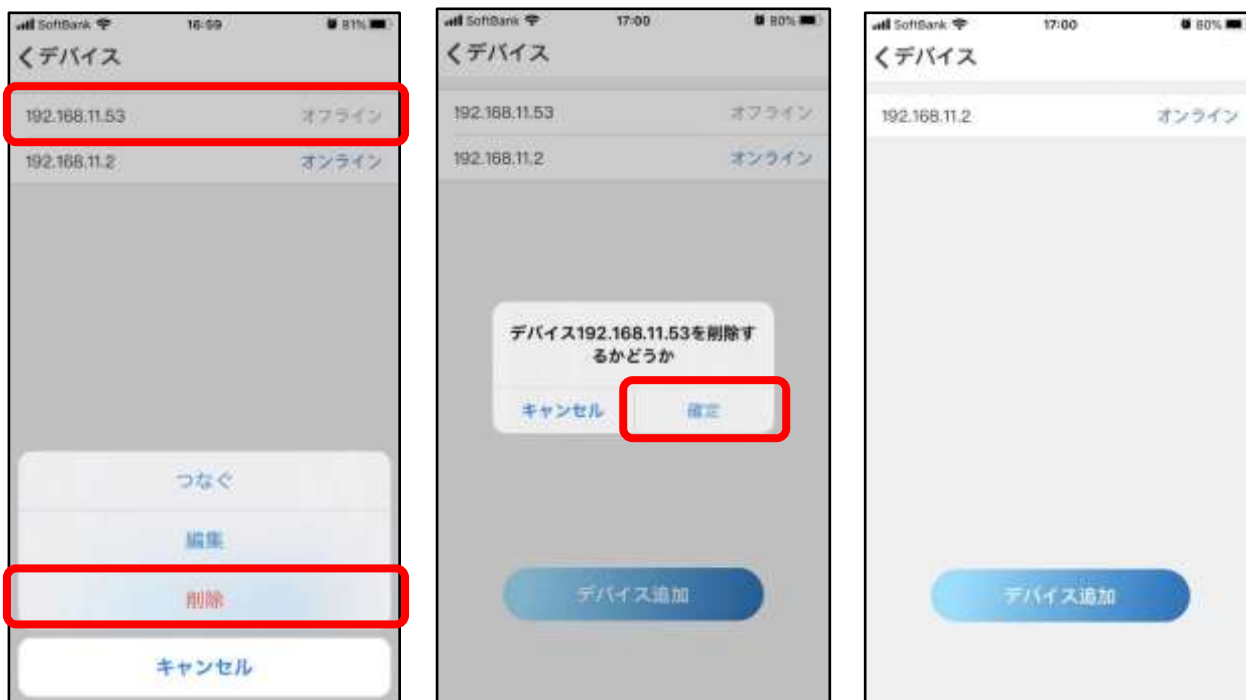 SoftBank 16:59 81%
デバイス
192.168.11.53 オフライン
192.168.11.2 オンライン
つなぐ
編集
削除
キャンセル
SoftBank 17:00 80%
デバイス
192.168.11.53 オフライン
192.168.11.2 オンライン
デバイス192.168.11.53を削除す
るかどうか
キャンセル 確定
デバイス追加
SoftBank 17:00 80%
デバイス
192.168.11.2 オンライン
デバイス追加